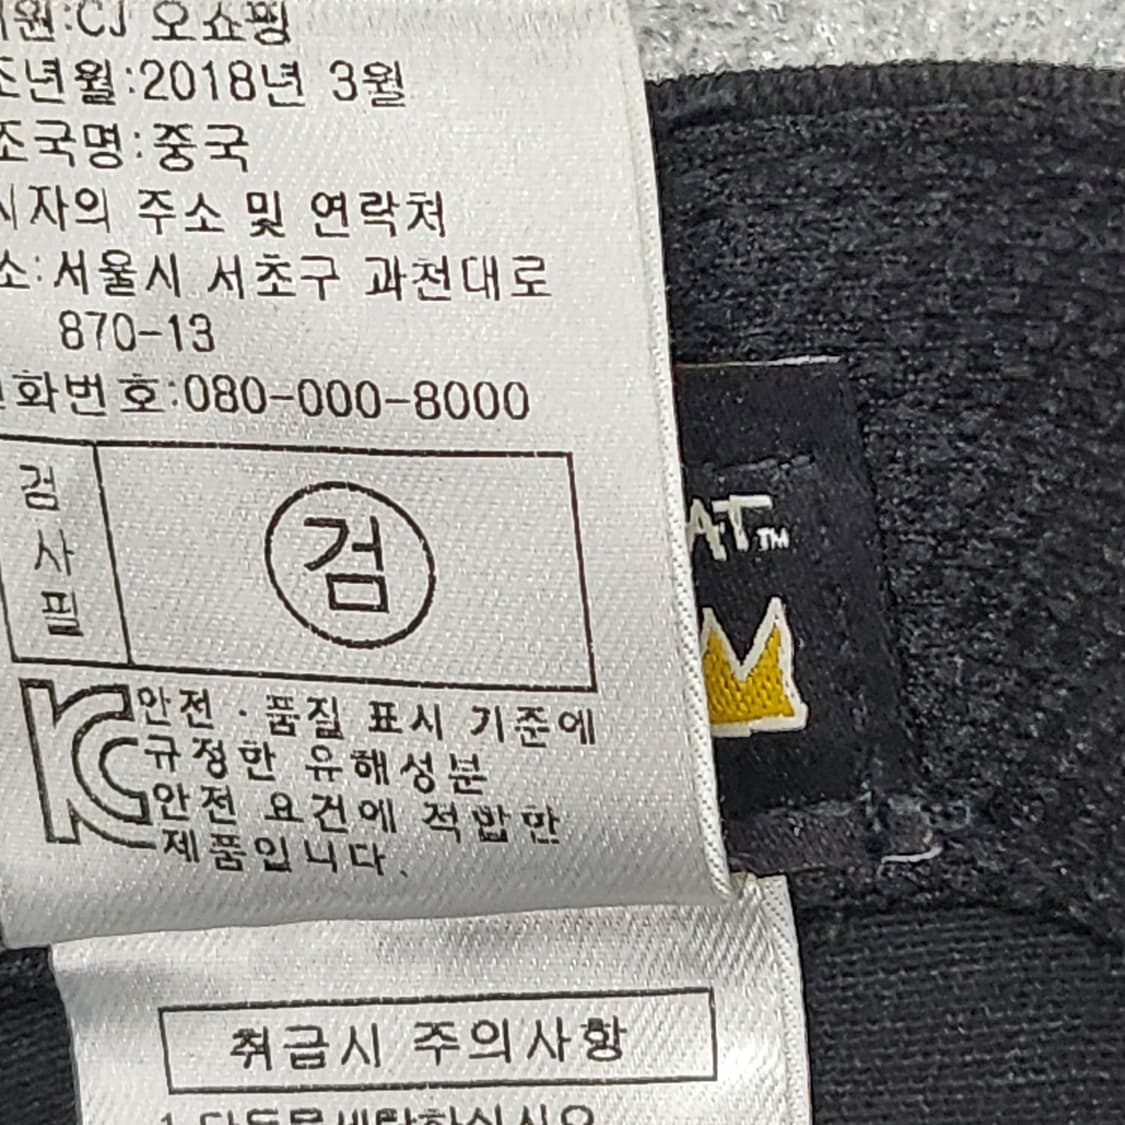 원:CJ 오쇼핑
년월:2018년 3월
조국명:중국
시자의 주소 및 연락처
소:서울시 서초구 과천대로
870-13
화번호:080-000-8000
검사필
검
안전 · 품질 표시 기준에
규정한 유해성분
안전 요건에 적합한
제품입니다.
AT™
M
취급시 주의사항